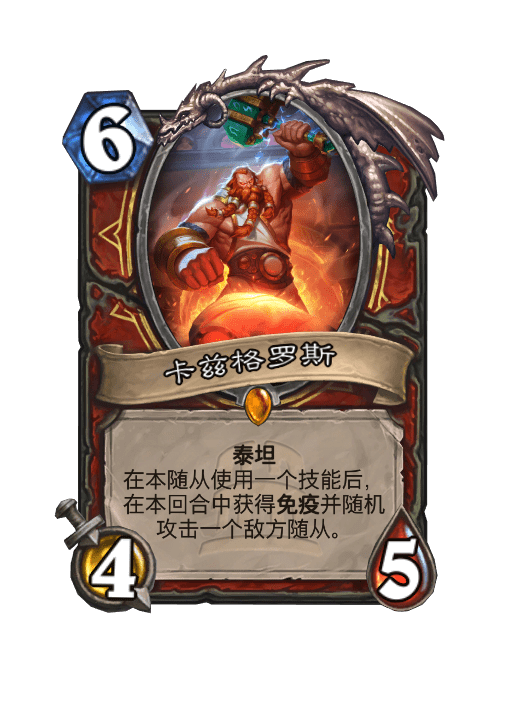 6
卡兹格罗斯
泰坦
在本随从使用一个技能后，
在本回合中获得免疫并随机
攻击一个敌方随从。
4
5